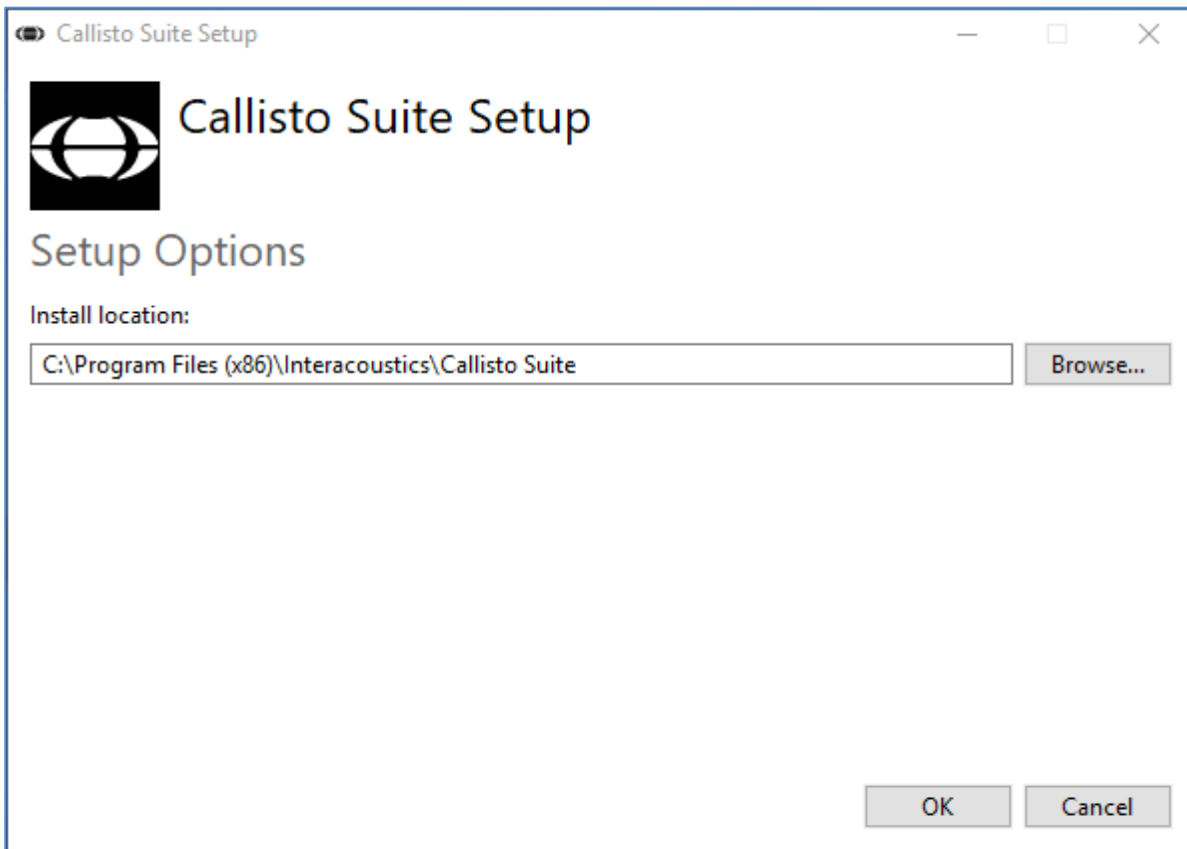 Callisto Suite Setup
Callisto Suite Setup
Setup Options
Install location:
C:\Program Files (x86)\Interacoustics\Callisto Suite
Browse...
OK
Cancel